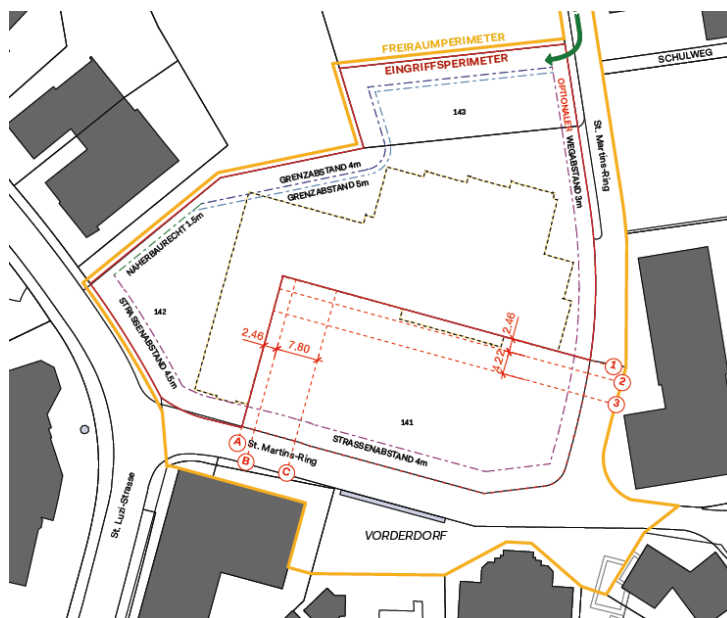 FREIRAUMPERIMETER
EINGRIFFSPERIMETER
SCHULWEG
OPTIONALER WEGABSTAND 3m
St. Martins-Ring
143
GRENZABSTAND 4m
GRENZABSTAND 5m
NÄHERBAURECHT 1.5m
STRASSENABSTAND 4.5m
142
2.46
7.80
2.46
4.22
1
2
3
141
STRASSENABSTAND 4m
St. Martins-Ring
A
B
C
St. Luzi-Strasse
VORDERDORF